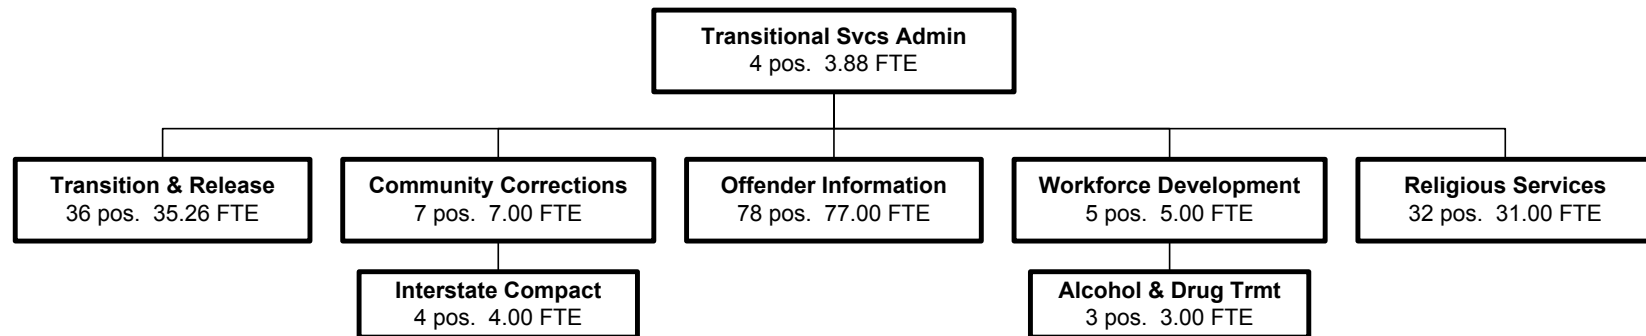 Transitional Svcs Admin
4 pos. 3.88 FTE
Transition & Release
36 pos. 35.26 FTE
Community Corrections
7 pos. 7.00 FTE
Offender Information
78 pos. 77.00 FTE
Workforce Development
5 pos. 5.00 FTE
Religious Services
32 pos. 31.00 FTE
Interstate Compact
4 pos. 4.00 FTE
Alcohol & Drug Trmt
3 pos. 3.00 FTE